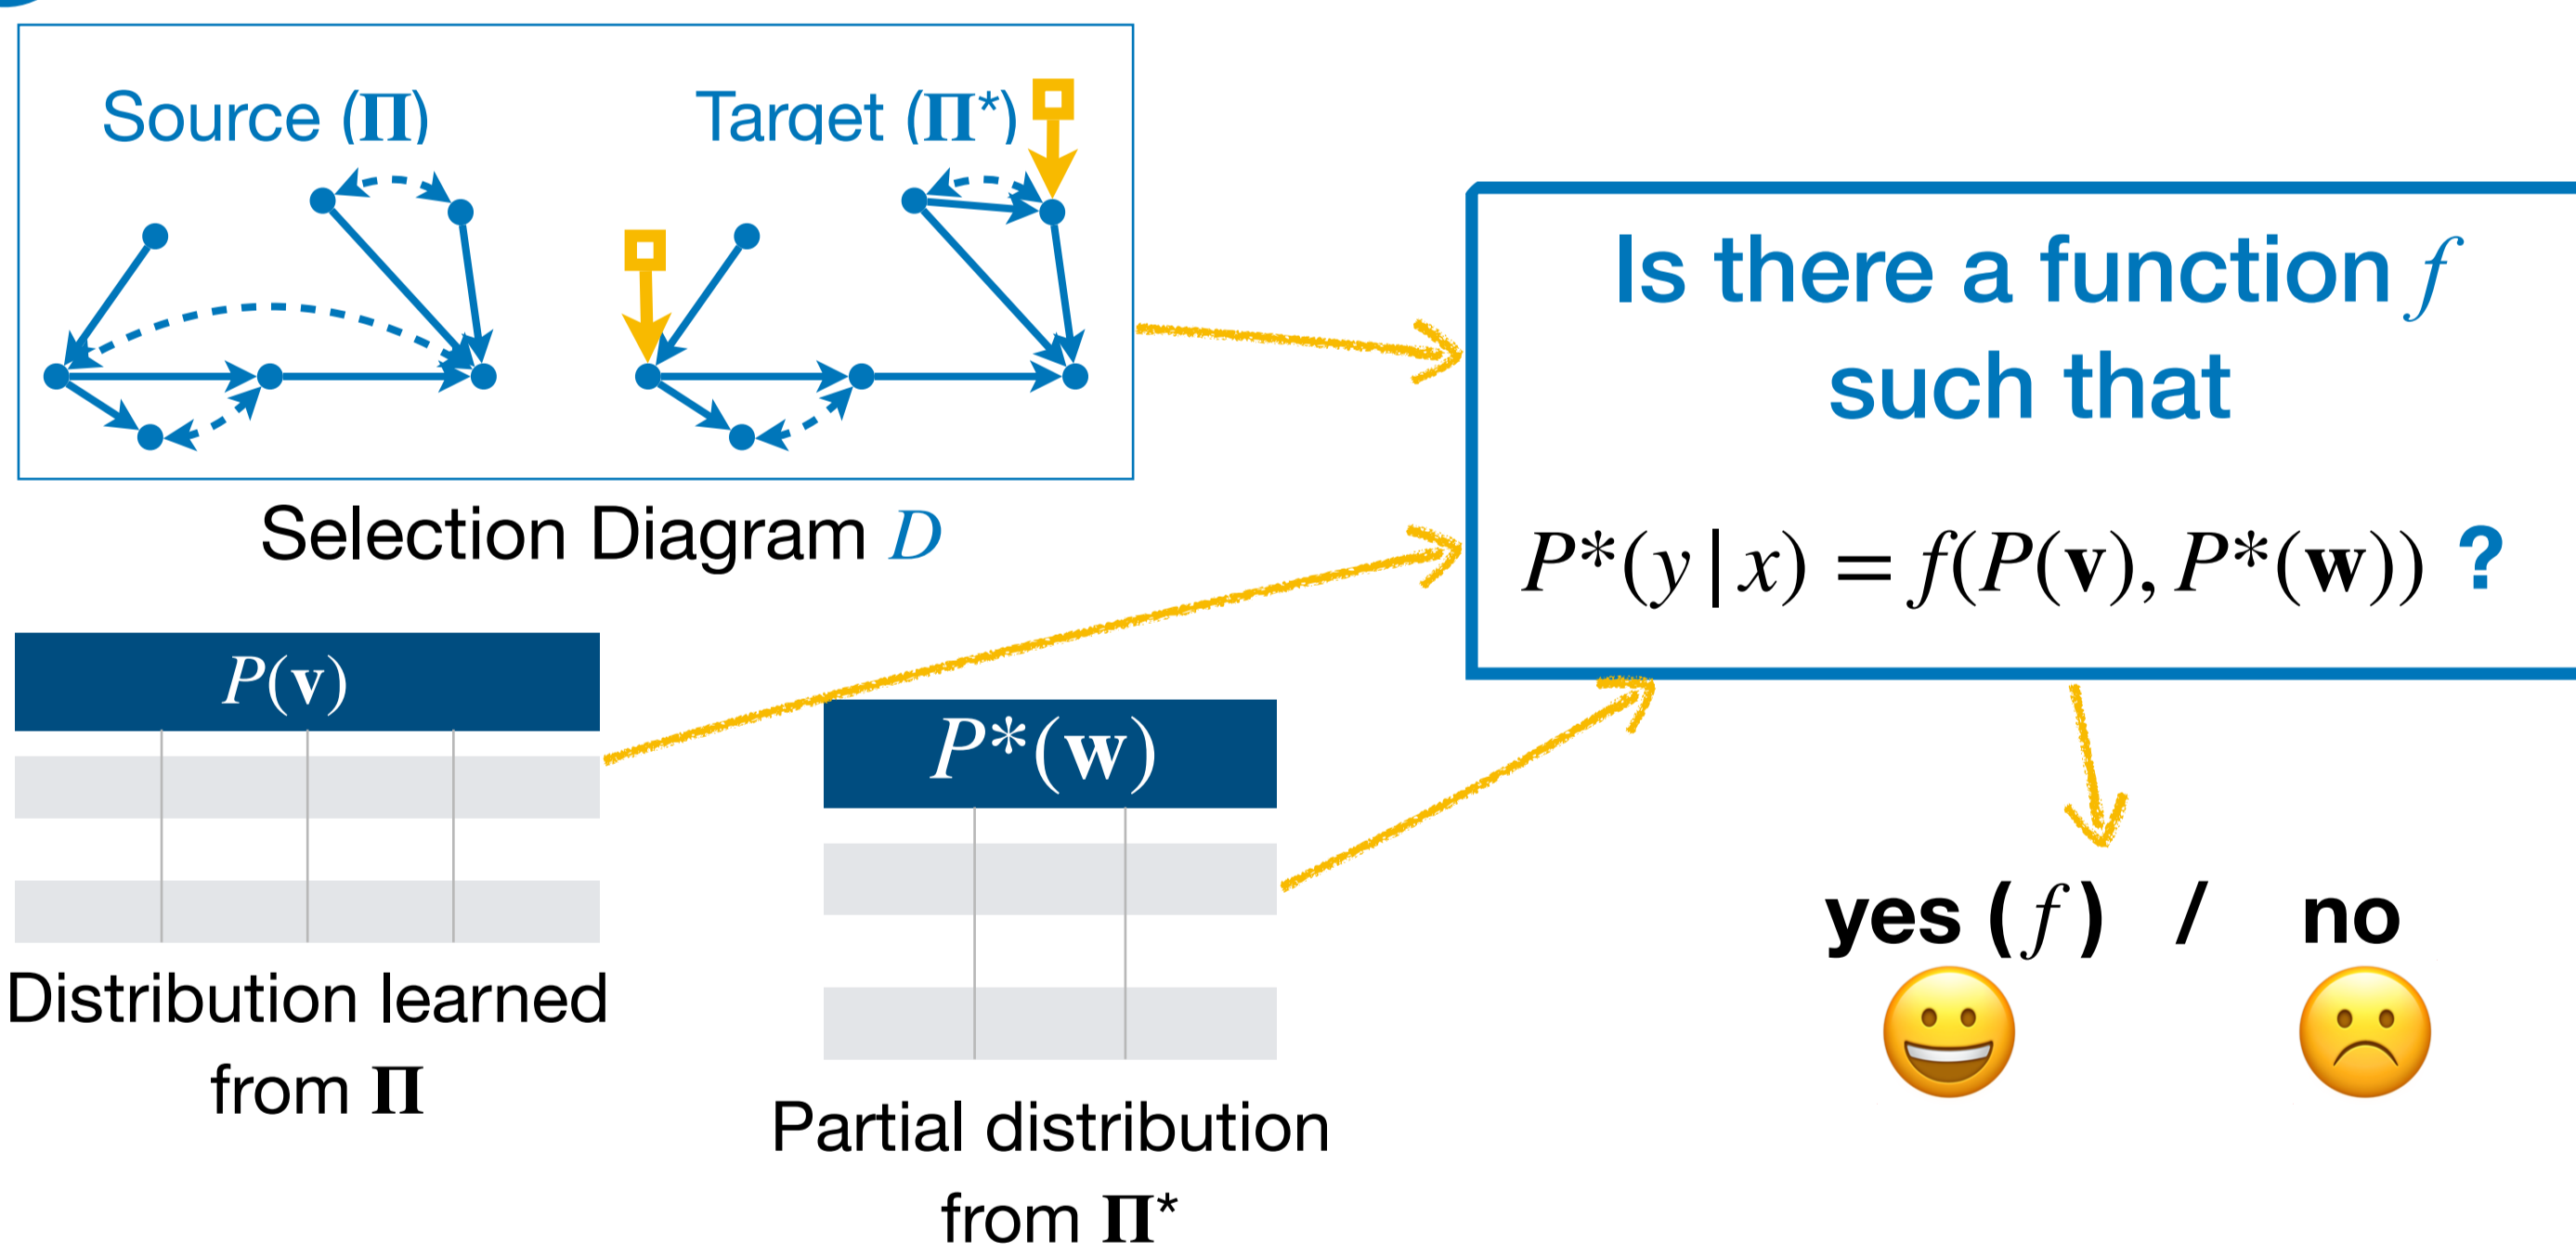 Source (Π)
Target (Π*)
Selection Diagram D
Is there a function f
such that
P*(y | x) = f(P(v), P*(w)) ?
P(v)
P*(w)
yes (f) / no
Distribution learned
from Π
Partial distribution
from Π*